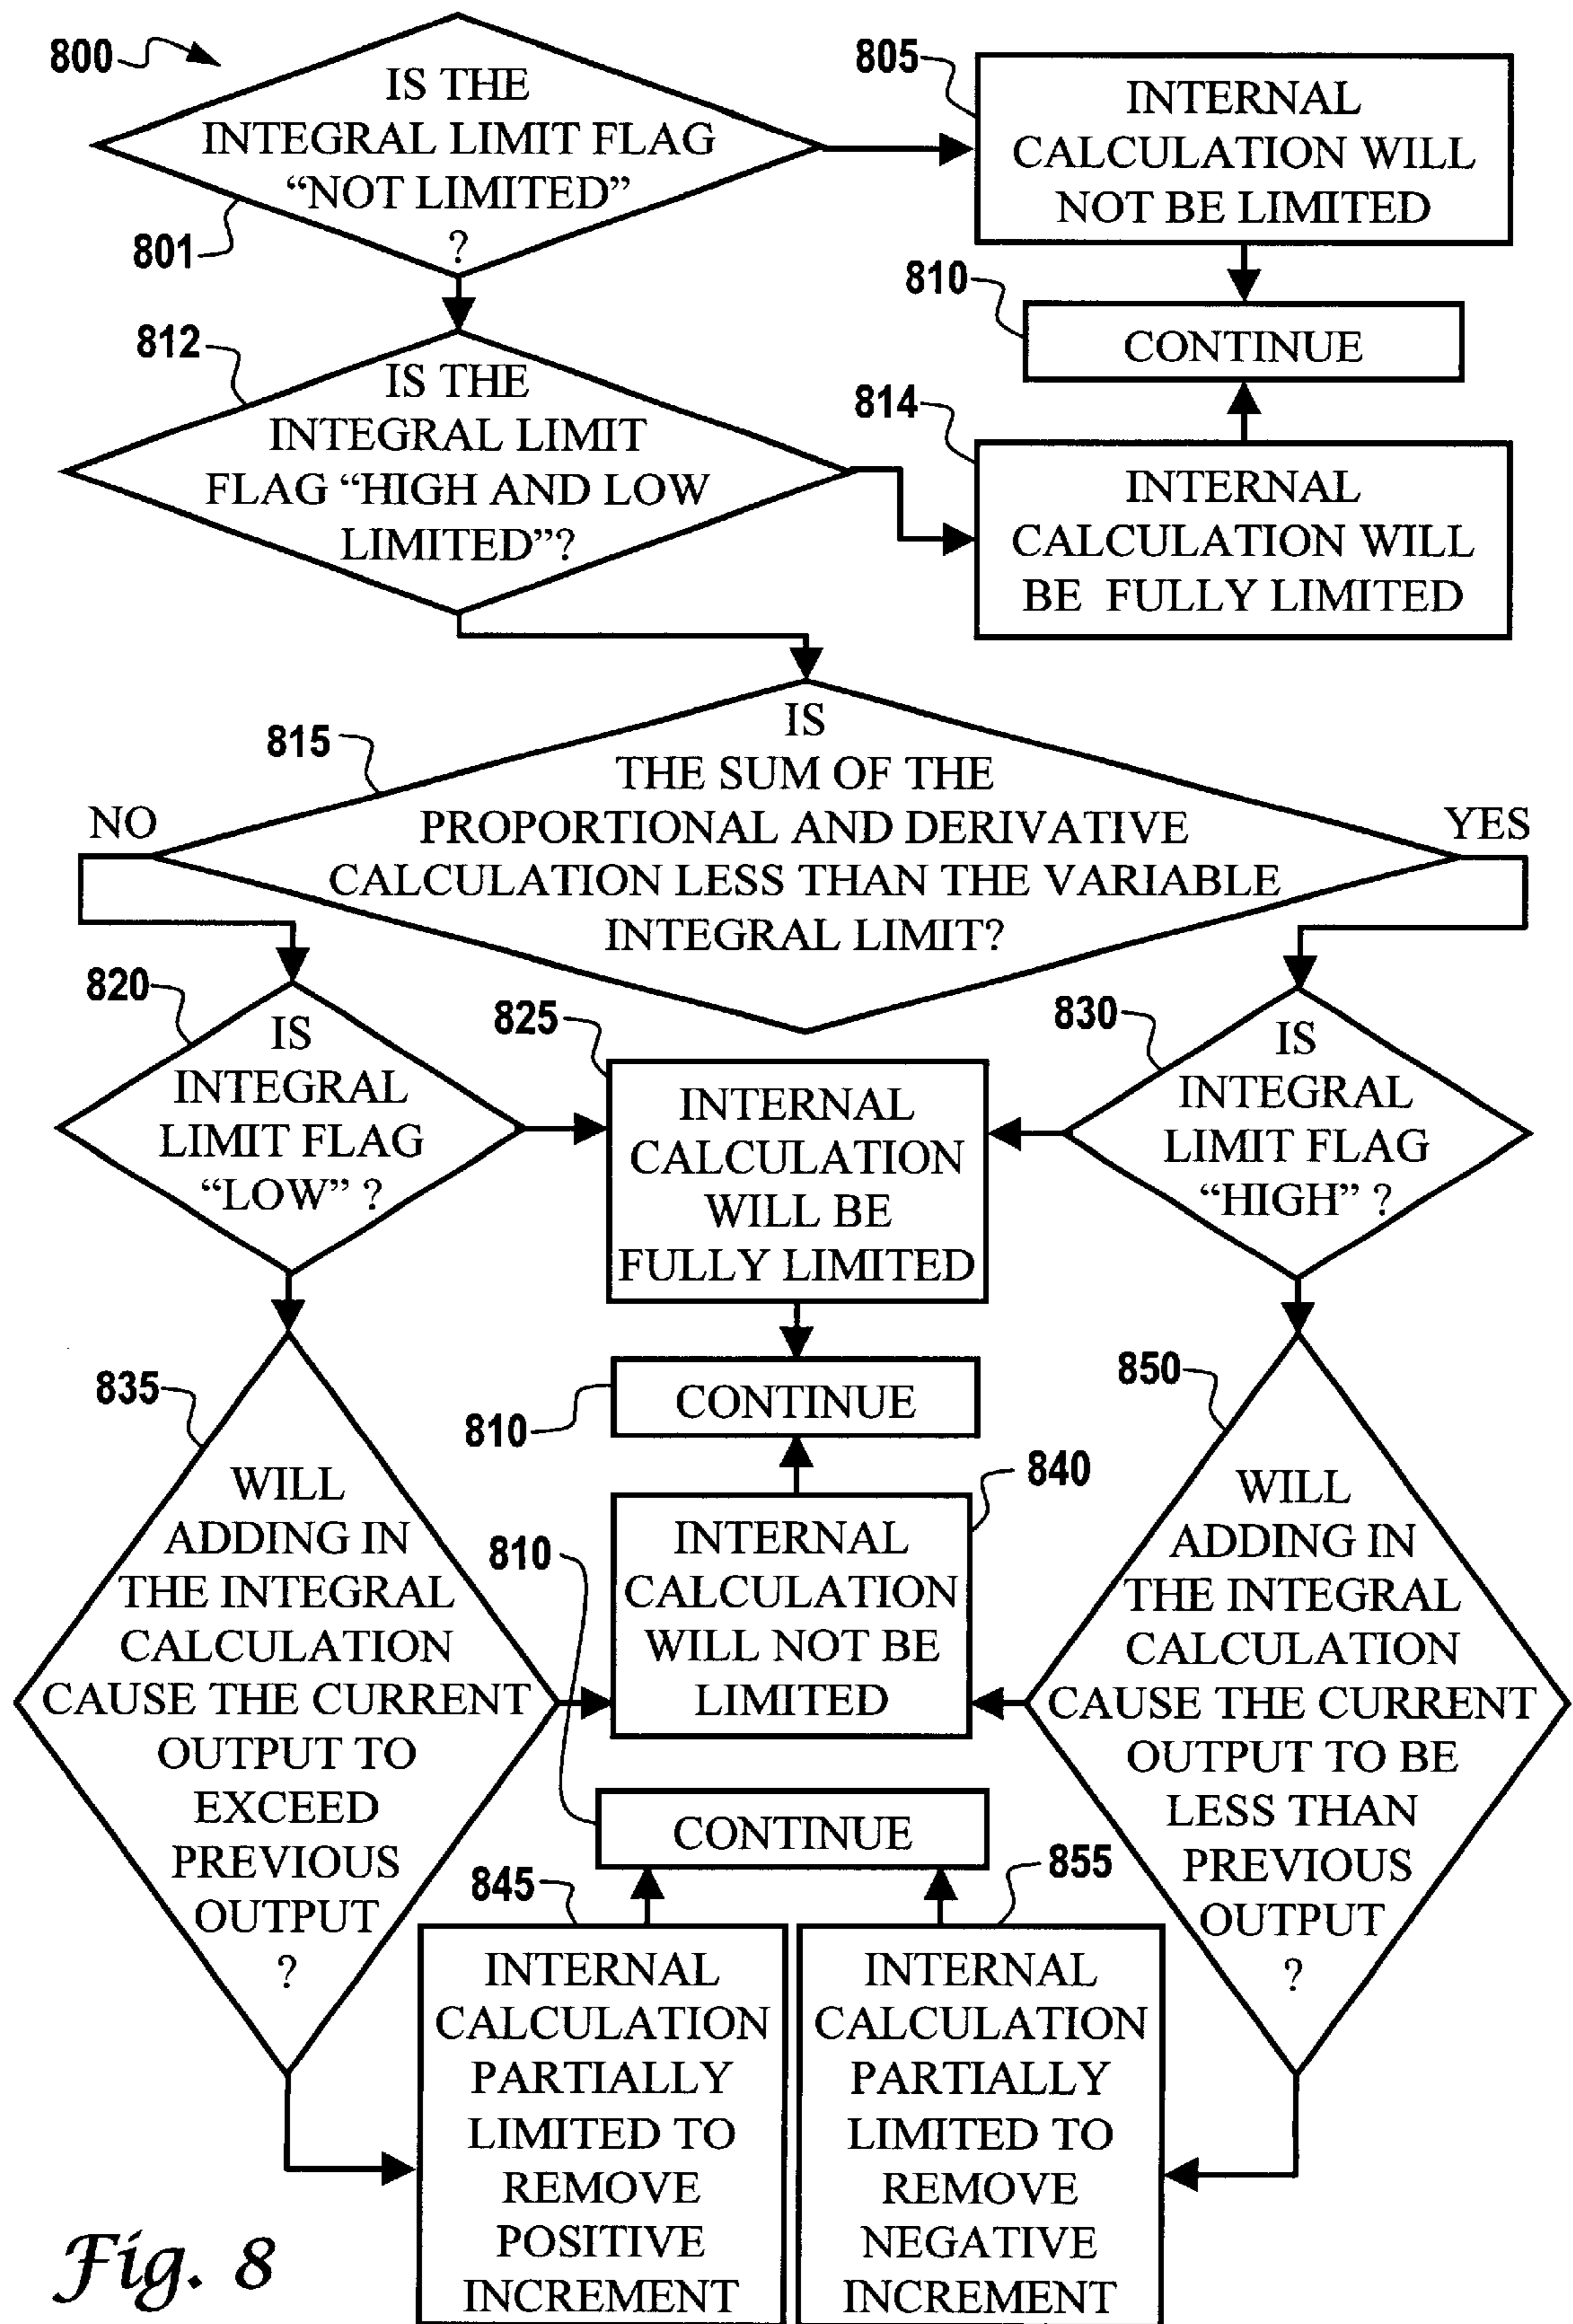 800
IS THE
INTEGRAL LIMIT FLAG
“NOT LIMITED”
?
801
805
INTERNAL
CALCULATION WILL
NOT BE LIMITED
810
CONTINUE
812
IS THE
INTEGRAL LIMIT
FLAG “HIGH AND LOW
LIMITED”?
814
INTERNAL
CALCULATION WILL
BE FULLY LIMITED
815
IS
THE SUM OF THE
PROPORTIONAL AND DERIVATIVE
CALCULATION LESS THAN THE VARIABLE
INTEGRAL LIMIT?
NO
YES
820
IS
INTEGRAL
LIMIT FLAG
“LOW” ?
825
INTERNAL
CALCULATION
WILL BE
FULLY LIMITED
830
IS
INTEGRAL
LIMIT FLAG
“HIGH” ?
810
CONTINUE
835
WILL
ADDING IN
THE INTEGRAL
CALCULATION
CAUSE THE CURRENT
OUTPUT TO
EXCEED
PREVIOUS
OUTPUT
?
840
INTERNAL
CALCULATION
WILL NOT BE
LIMITED
850
WILL
ADDING IN
THE INTEGRAL
CALCULATION
CAUSE THE CURRENT
OUTPUT TO BE
LESS THAN
PREVIOUS
OUTPUT
?
810
CONTINUE
845
INTERNAL
CALCULATION
PARTIALLY
LIMITED TO
REMOVE
POSITIVE
INCREMENT
855
INTERNAL
CALCULATION
PARTIALLY
LIMITED TO
REMOVE
NEGATIVE
INCREMENT
Fig. 8